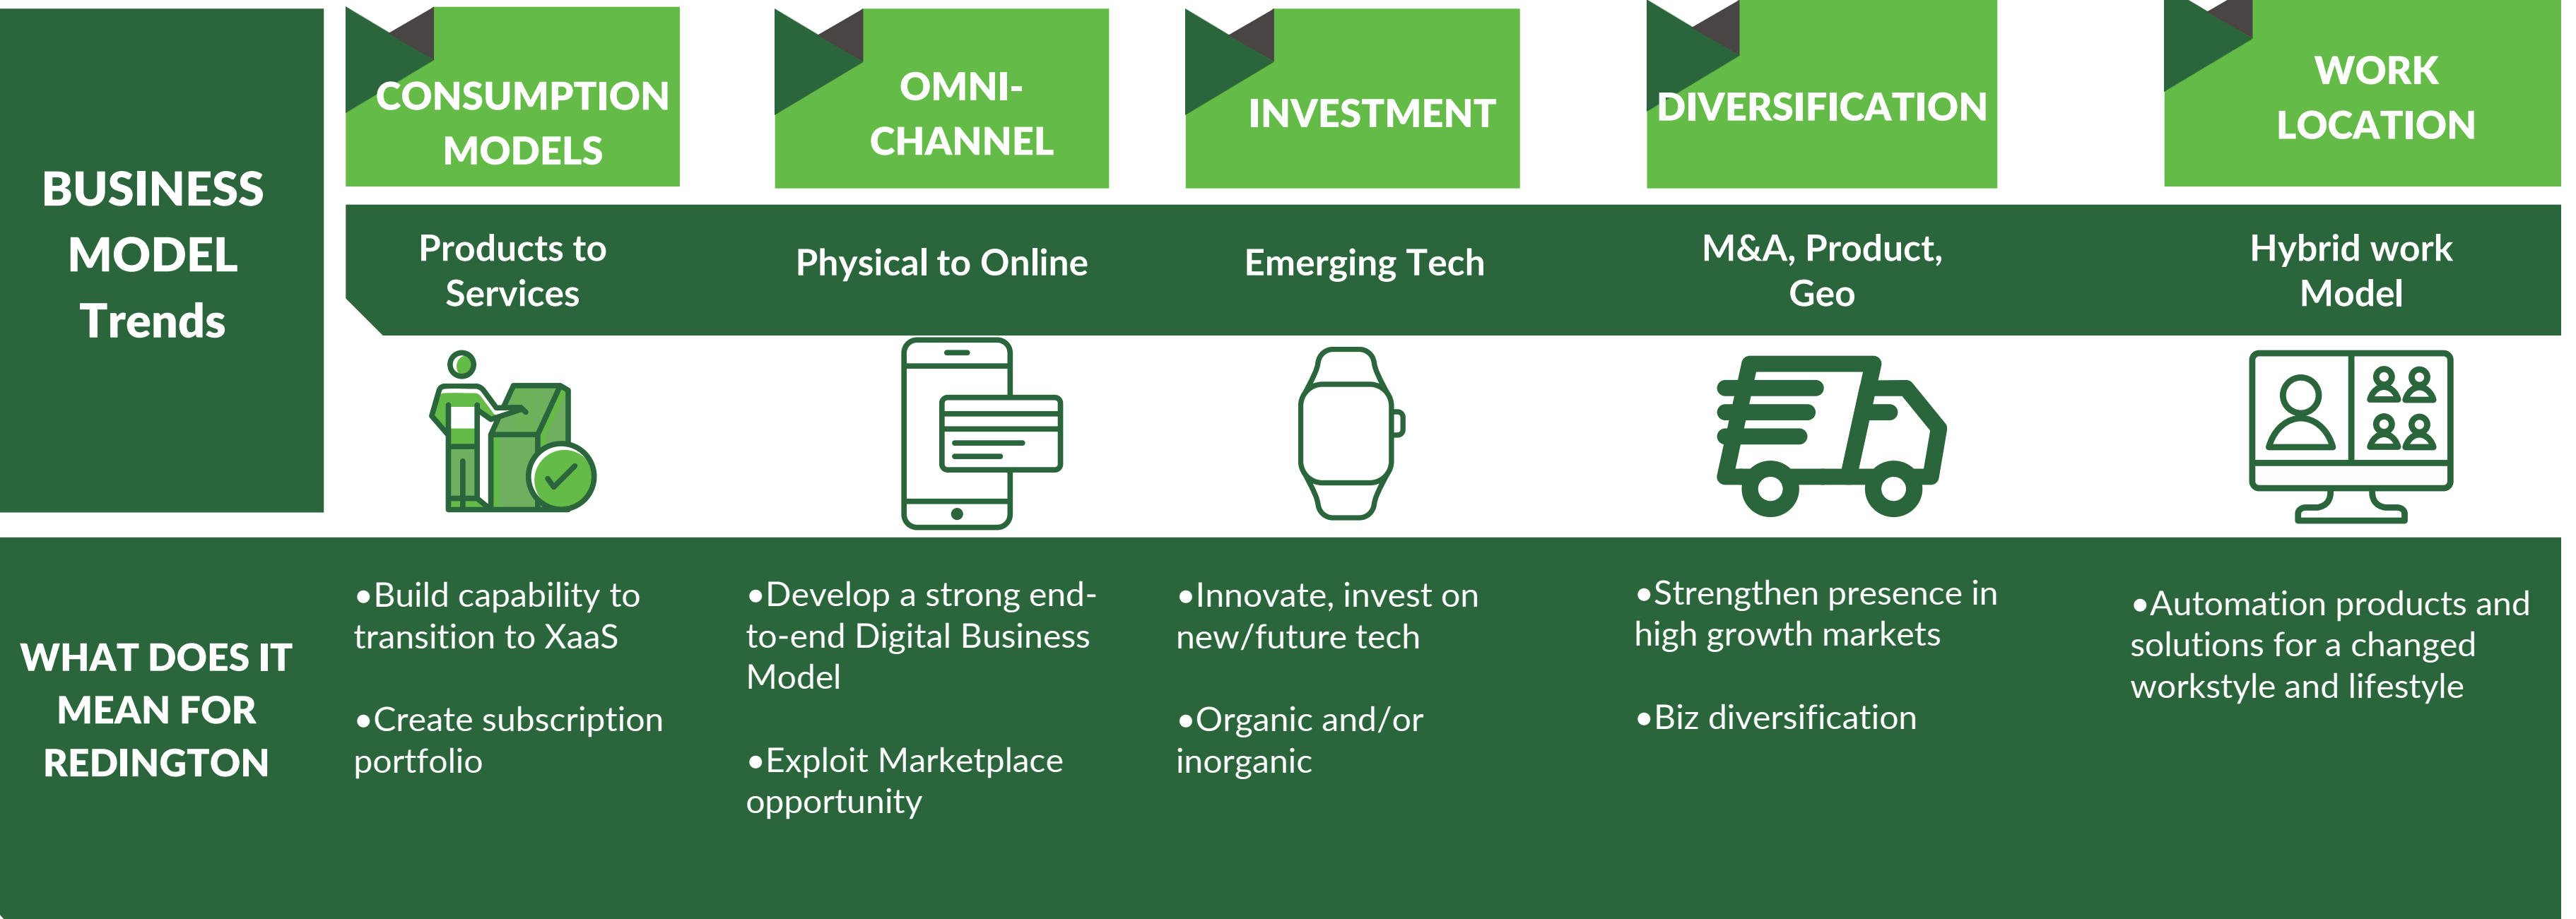 BUSINESS
MODEL
Trends
CONSUMPTION
MODELS
OMNI-
CHANNEL
INVESTMENT
DIVERSIFICATION
WORK
LOCATION
Products to
Services
Physical to Online
Emerging Tech
M&A, Product,
Geo
Hybrid work
Model
WHAT DOES IT
MEAN FOR
REDINGTON
•Build capability to
transition to XaaS
•Create subscription
portfolio
•Develop a strong end-
to-end Digital Business
Model
•Exploit Marketplace
opportunity
•Innovate, invest on
new/future tech
•Organic and/or
inorganic
•Strengthen presence in
high growth markets
•Biz diversification
•Automation products and
solutions for a changed
workstyle and lifestyle